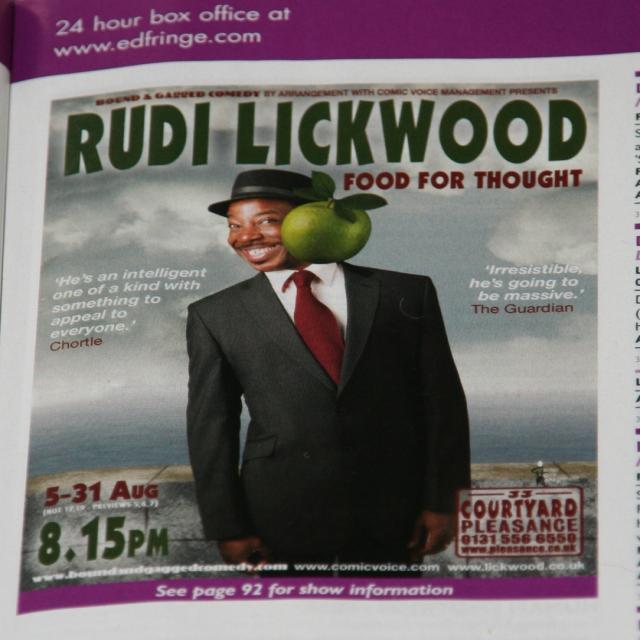 24 hour box office at
www.edfringe.com
BOUND & GAGGED COMEDY BY ARRANGEMENT WITH COMIC VOICE MANAGEMENT PRESENTS
RUDI LICKWOOD
FOOD FOR THOUGHT
'He's an intelligent
one of a kind with
something to
appeal to
everyone.'
Chortle
'Irresistible,
he's going to
be massive.'
The Guardian
5-31 AUG
8.15PM
33
COURTYARD
PLEASANCE
0131 556 6550
www.pleasance.co.uk
www.boundandgaggedcomedy.com www.comicvoice.com www.lickwood.co.uk
See page 92 for show information